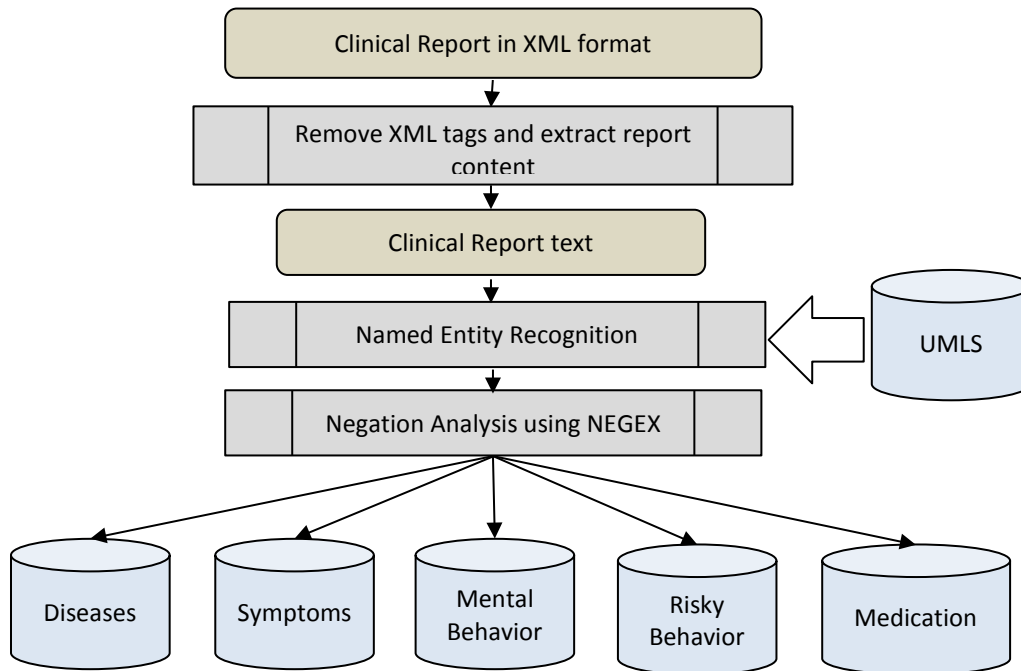 Clinical Report in XML format
Remove XML tags and extract report
content
Clinical Report text
Named Entity Recognition
UMLS
Negation Analysis using NEGEX
Diseases
Symptoms
Mental
Behavior
Risky
Behavior
Medication